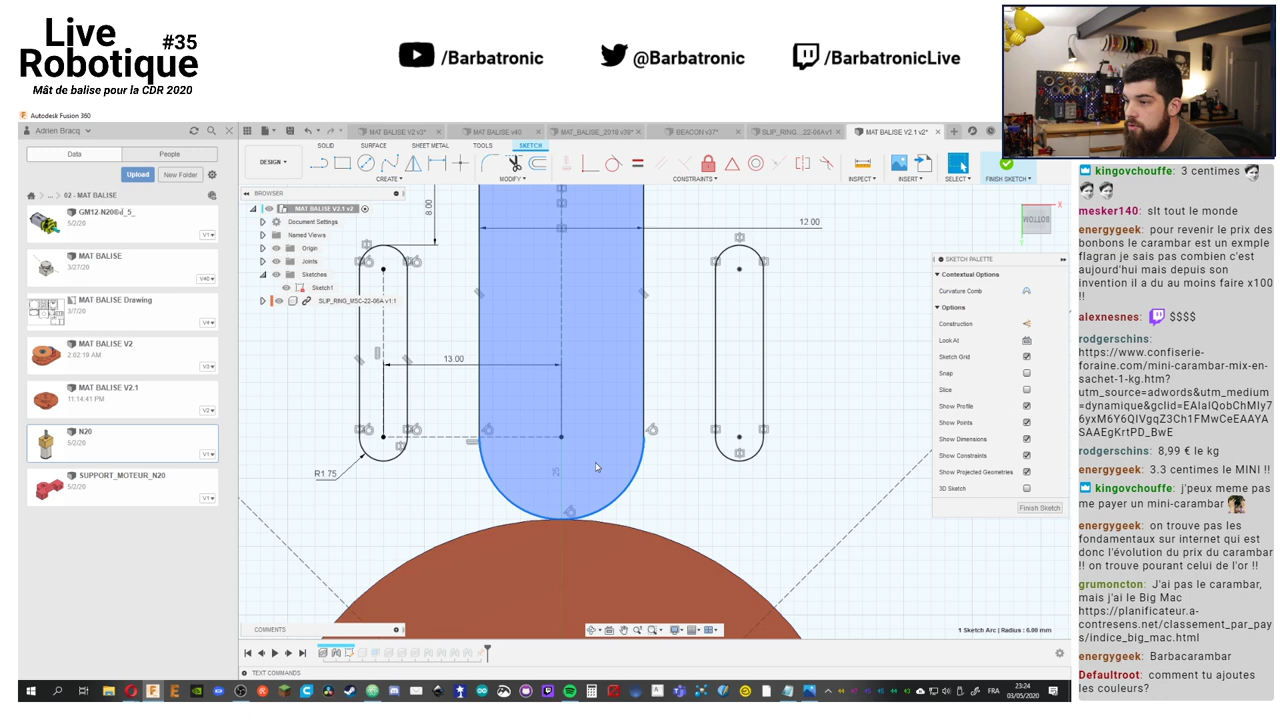 Live
Robotique #35
Mât de balise pour la CDR 2020
/Barbatronic
@Barbatronic
/BarbatronicLive
Autodesk Fusion 360
Adrien Bracq
MAT BALISE V2 v3*
MAT BALISE v40
MAT_BALISE_2018 v38*
BEACON v37*
SLIP_RING...22-06A v1
MAT BALISE V2.1 v2*
Data
People
Upload
New Folder
... > 02 - MAT BALISE
V1
MAT BALISE
3/27/20
MAT BALISE Drawing
3/7/20
V4
MAT BALISE V2
2:02:19 AM
V3
MAT BALISE V2.1
11:14:41 PM
V2
N20
5/2/20
V1
SUPPORT_MOTEUR_N20
5/2/20
V1
SOLID
SURFACE
SHEET METAL
TOOLS
SKETCH
DESIGN
CREATE
MODIFY
CONSTRAINTS
INSPECT
INSERT
SELECT
FINISH SKETCH
BROWSER
MAT BALISE V2.1 v2
Document Settings
Named Views
Origin
Joints
Sketches
Sketch1
SLIP_RING_MSC-22-06A v1:1
8.00
12.00
13.00
R1.75
25
BOTTOM
X
SKETCH PALETTE
Contextual Options
Curvature Comb
Options
Construction
Look At
Sketch Grid
Snap
Slice
Show Profile
Show Points
Show Dimensions
Show Constraints
Show Projected Geometries
3D Sketch
Finish Sketch
COMMENTS
1 Sketch Arc | Radius : 6.00 mm
TEXT COMMANDS
FRA
23:24
03/05/2020
kingovchouffe: 3 centimes
mesker140: slt tout le monde
energygeek: pour revenir le prix des
bonbons le carambar est un exmple
flagran je sais pas combien c'est
aujourd'hui mais depuis son
invention il a du au moins faire x100
!!
alexnesnes: $$$$
rodgerschins:
https://www.confiserie-
foraine.com/mini-carambar-mix-en-
sachet-1-kg.htm?
utm_source=adwords&utm_medium
=dynamique&gclid=EAIaIQobChMIy7
6yxM6Y6QIVgqZ3Ch1FMwCeEAAYA
SAAEgKrtPD_BwE
rodgerschins: 8,99 € le kg
energygeek: 3.3 centimes le MINI !!
kingovchouffe: j'peux meme pas
me payer un mini-carambar
energygeek: on trouve pas les
fondamentaux sur internet qui est
donc l'évolution du prix du carambar
!! on trouve pourant celui de l'or !!
grumoncton: J'ai pas le carambar,
mais j'ai le Big Mac
https://planificateur.a-
contresens.net/classement_par_pay
s/indice_big_mac.html
energygeek: Barbacarambar
Defaultroot: comment tu ajoutes
les couleurs?